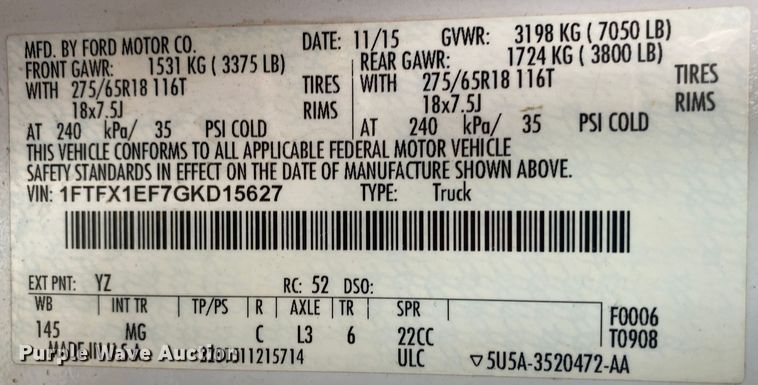 MFD. BY FORD MOTOR CO. DATE: 11/15 GVWR: 3198 KG ( 7050 LB)
FRONT GAWR: 1531 KG ( 3375 LB) REAR GAWR: 1724 KG ( 3800 LB)
WITH 275/65R18 116T TIRES WITH 275/65R18 116T TIRES
18x7.5J RIMS 18x7.5J RIMS
AT 240 kPa/ 35 PSI COLD AT 240 kPa/ 35 PSI COLD
THIS VEHICLE CONFORMS TO ALL APPLICABLE FEDERAL MOTOR VEHICLE
SAFETY STANDARDS IN EFFECT ON THE DATE OF MANUFACTURE SHOWN ABOVE.
VIN: 1FTFX1EF7GKD15627 TYPE: Truck
EXT PNT: YZ RC: 52 DSO:
WB INT TR TP/PS R AXLE TR SPR F0006
145 MG C L3 6 22CC T0908
MADE IN U.S.A. ULC ▽5U5A-3520472-AA
Purple Wave Auction